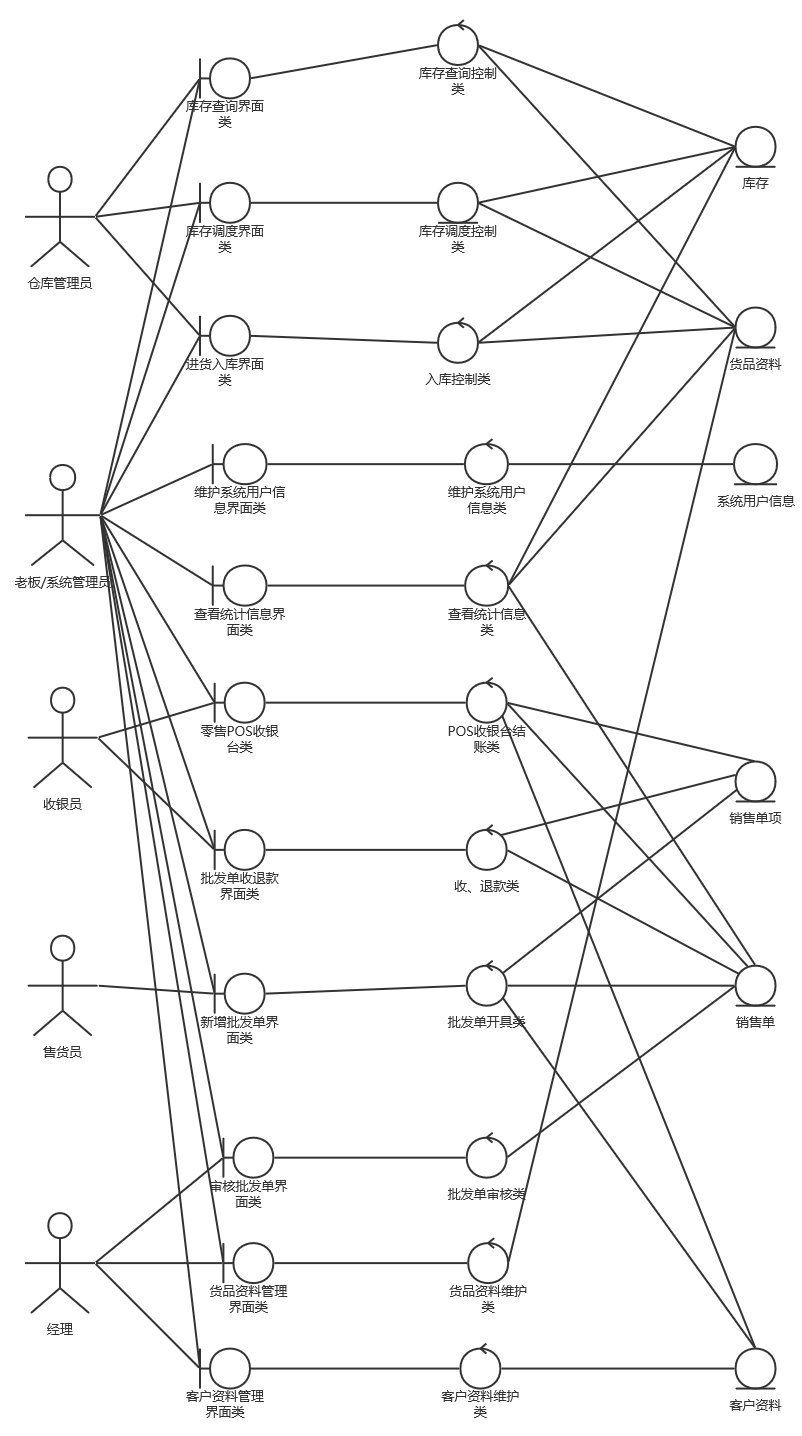 库存查询控制
类
库存查询界面
类
库存
库存调度界面
类
库存调度控制
类
仓库管理员
进货入库界面
类
入库控制类
货品资料
维护系统用户信
息界面类
维护系统用户
信息类
系统用户信息
老板/系统管理员
查看统计信息界
面类
查看统计信息
类
零售POS收银
台类
POS收银台结
账类
收银员
销售单项
批发单收退款
界面类
收、退款类
新增批发单界
面类
批发单开具类
销售单
售货员
审核批发单界
面类
批发单审核类
货品资料管理
界面类
货品资料维护
类
经理
客户资料管理
界面类
客户资料维护
类
客户资料